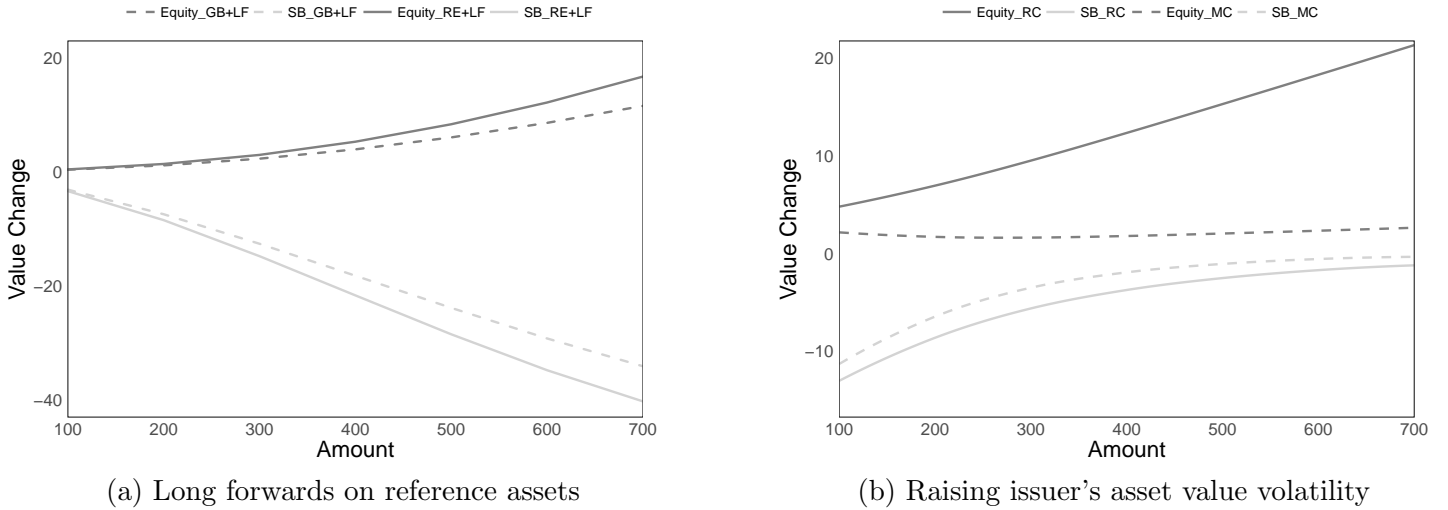 Equity_GB+LF SB_GB+LF Equity_RE+LF SB_RE+LF
20
0
−20
−40
Value Change
100 200 300 400 500 600 700
Amount
(a) Long forwards on reference assets
Equity_RC SB_RC Equity_MC SB_MC
20
10
0
−10
Value Change
100 200 300 400 500 600 700
Amount
(b) Raising issuer's asset value volatility